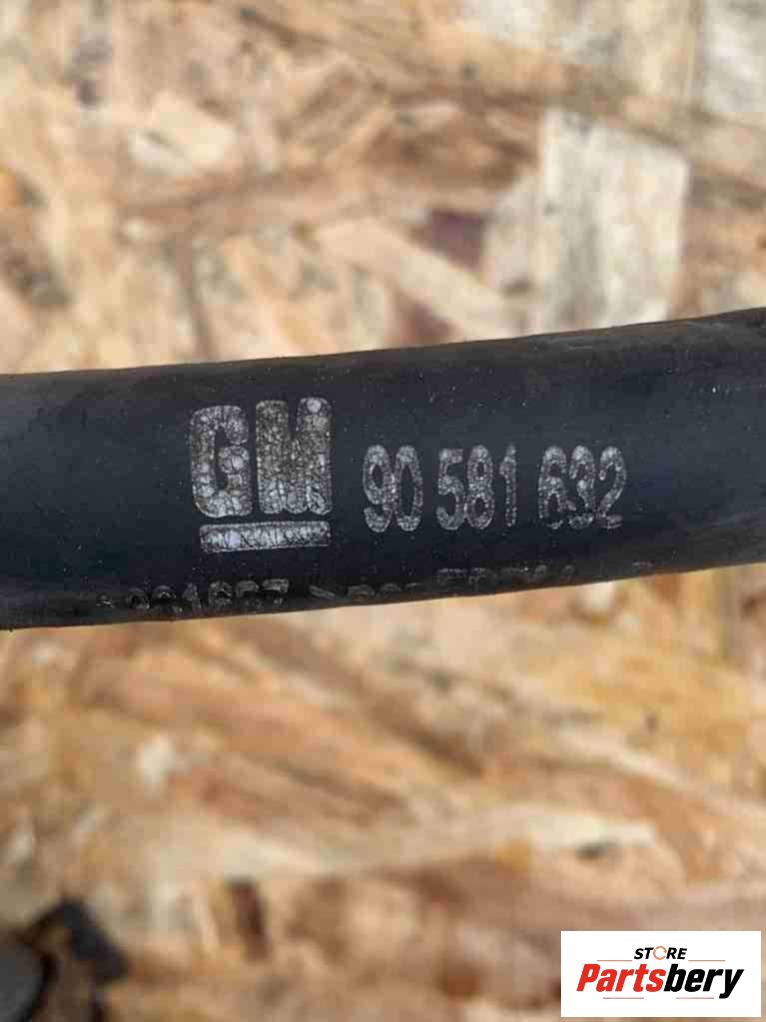 GM 90 581 632
STORE
Partsbery